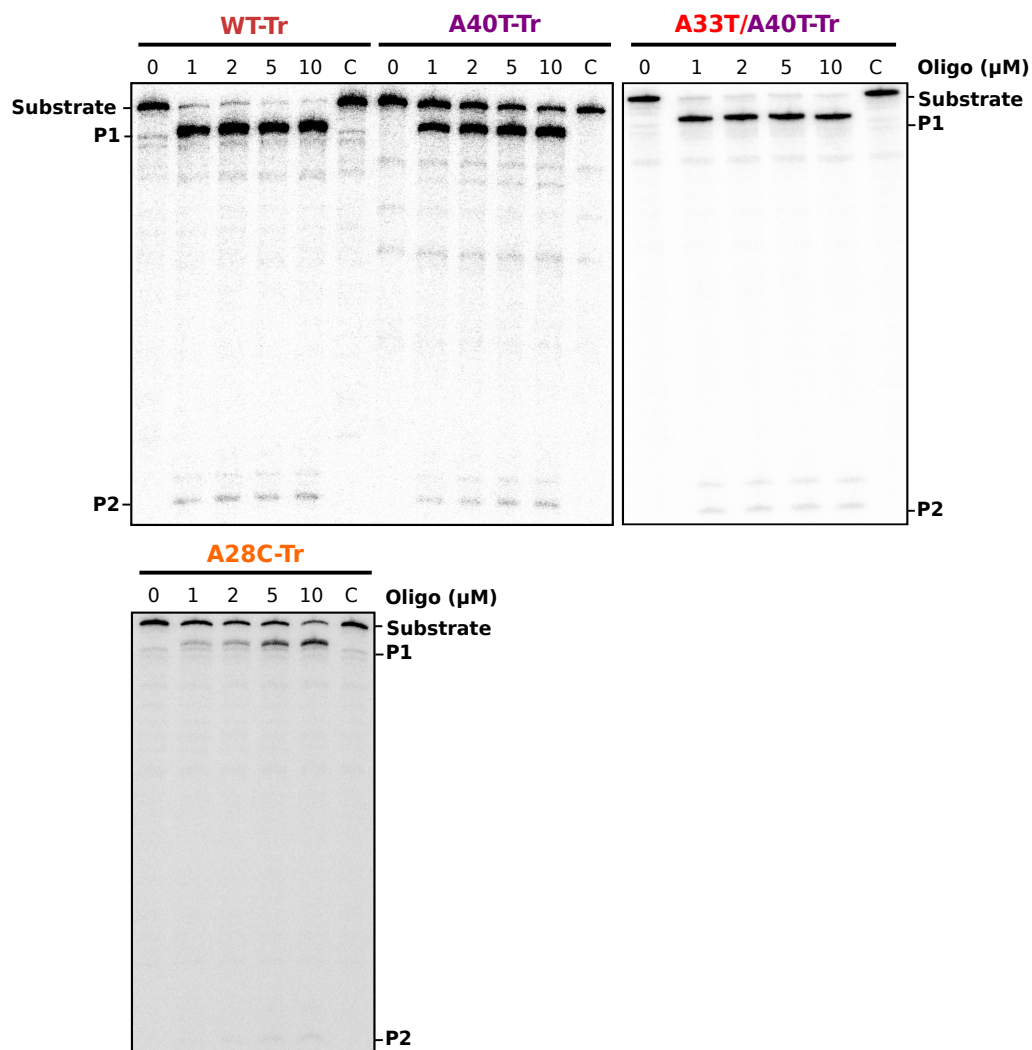 WT-Tr A40T-Tr A33T/A40T-Tr
0 1 2 5 10 C 0 1 2 5 10 C 0 1 2 5 10 C Oligo (µM)
Substrate Substrate
P1 P1
P2 P2
A28C-Tr
0 1 2 5 10 C Oligo (µM)
Substrate
P1
P2